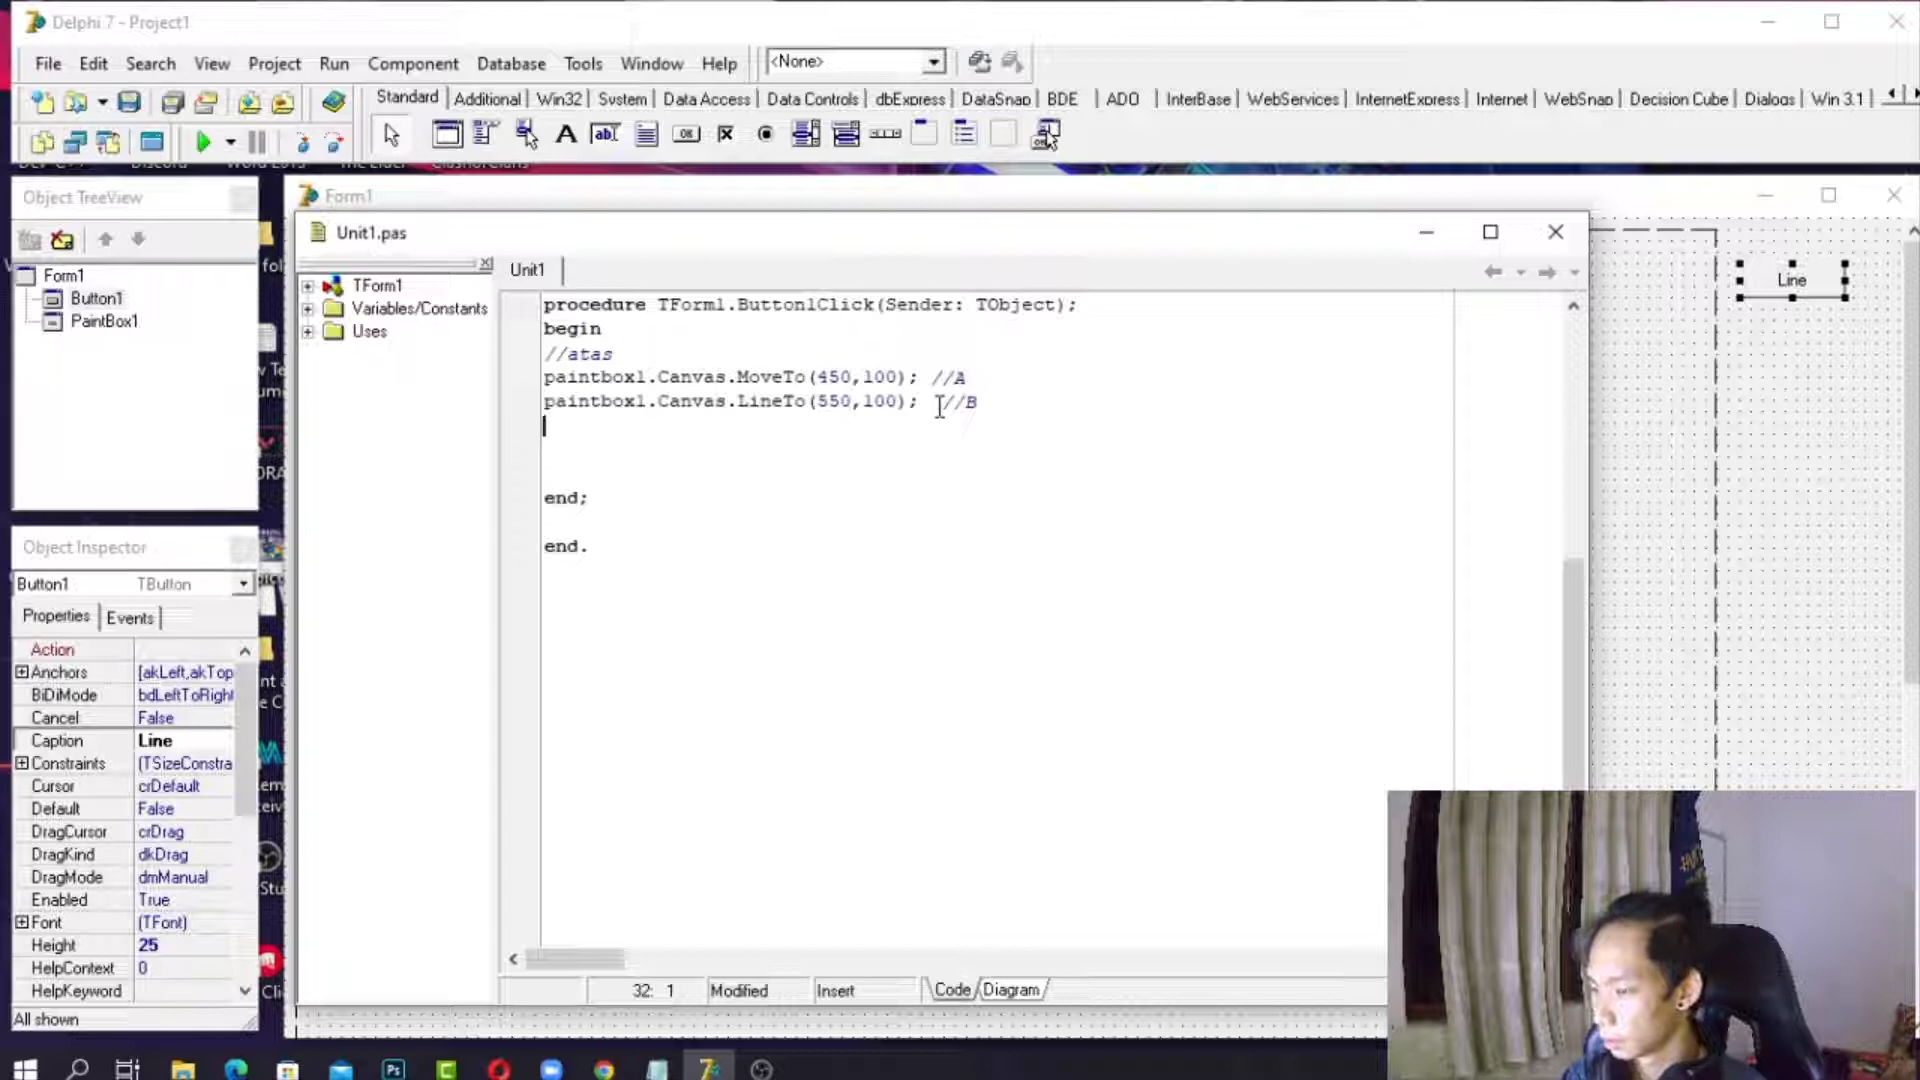 Delphi 7 - Project1
File Edit Search View Project Run Component Database Tools Window Help
<None>
Standard Additional Win32 System Data Access Data Controls dbExpress DataSnap BDE ADO InterBase WebServices InternetExpress Internet WebSnap Decision Cube Dialogs Win 3.1
Object TreeView
Form1
Button1
PaintBox1
Form1
Unit1.pas
TForm1
Variables/Constants
Uses
Unit1
procedure TForm1.Button1Click(Sender: TObject);
begin
//atas
paintbox1.Canvas.MoveTo(450,100); //A
paintbox1.Canvas.LineTo(550,100); //B
end;
end.
Line
Object Inspector
Button1 TButton
Properties Events
Action
Anchors [akLeft,akTop
BiDiMode bdLeftToRight
Cancel False
Caption Line
Constraints (TSizeConstra
Cursor crDefault
Default False
DragCursor crDrag
DragKind dkDrag
DragMode dmManual
Enabled True
Font (TFont)
Height 25
HelpContext 0
HelpKeyword
All shown
32: 1 Modified Insert Code Diagram